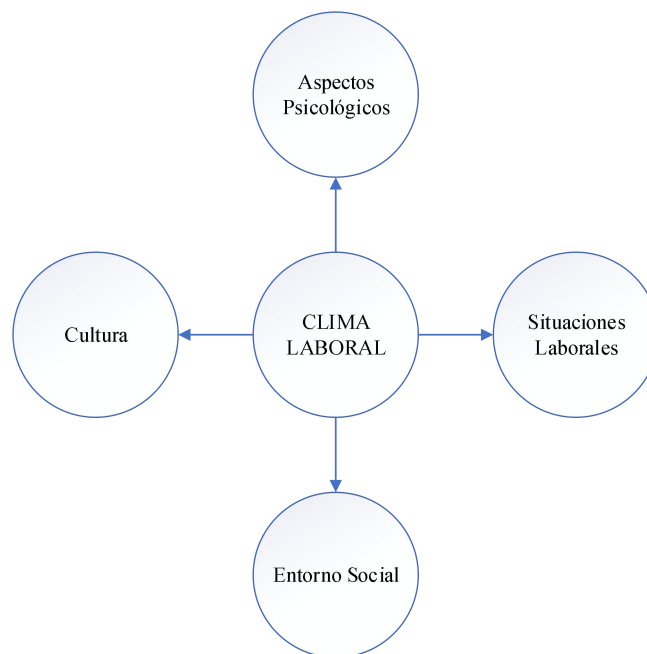 Aspectos
Psicológicos
Cultura
CLIMA
LABORAL
Situaciones
Laborales
Entorno Social